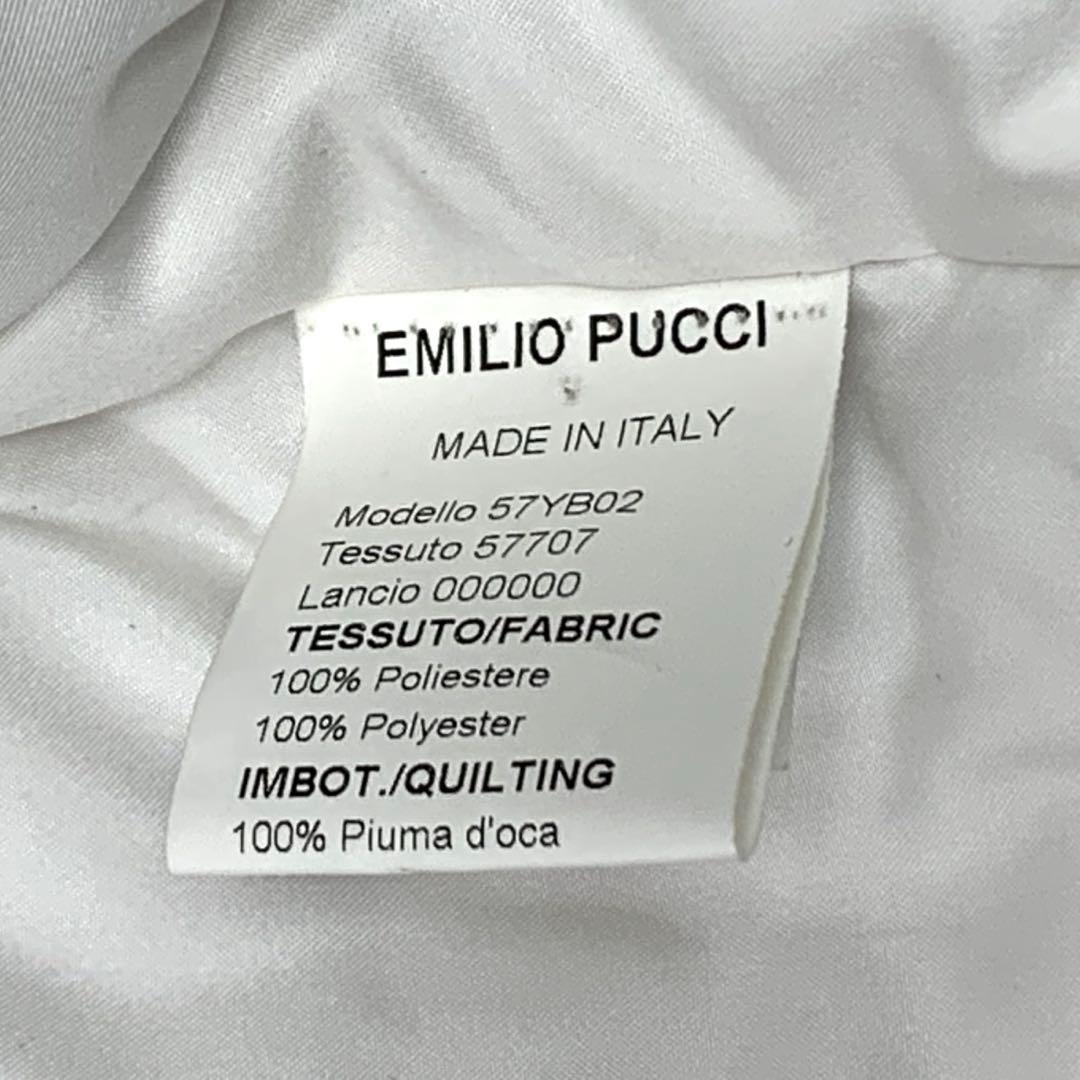 EMILIO PUCCI
MADE IN ITALY
Modello 57YB02
Tessuto 57707
Lancio 000000
TESSUTO/FABRIC
100% Poliestere
100% Polyester
IMBOT./QUILTING
100% Piuma d'oca